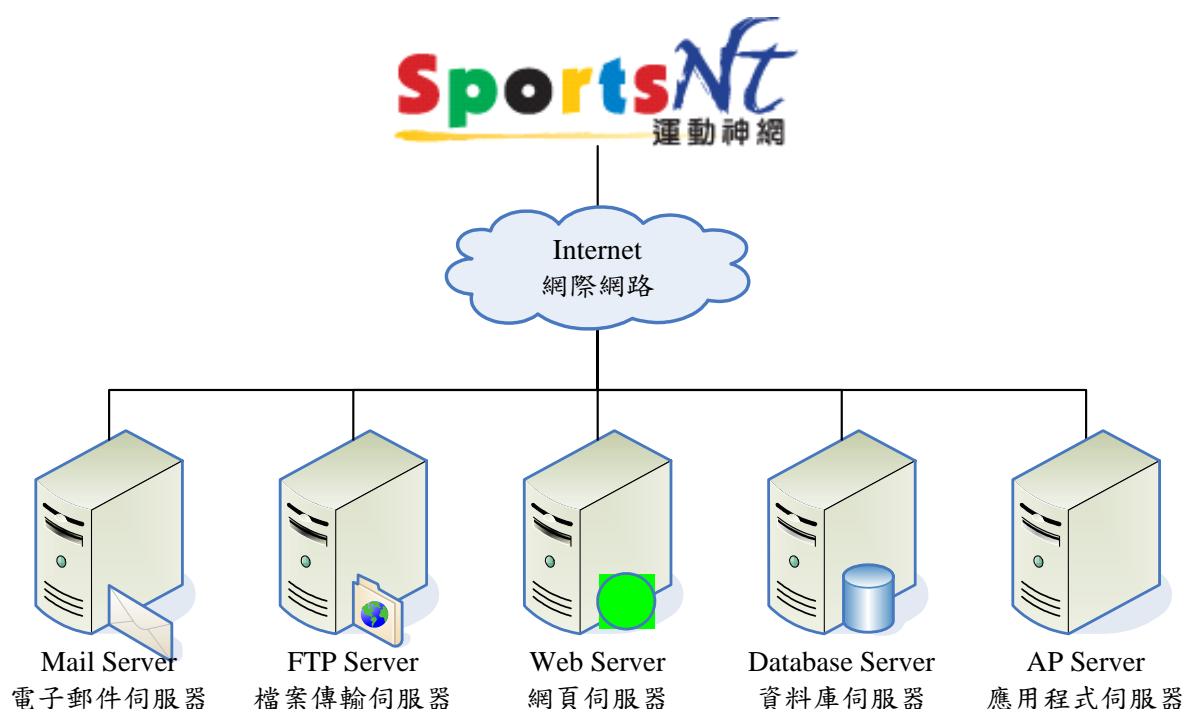 SportsNt
運動神網
Internet
網際網路
Mail Server
電子郵件伺服器
FTP Server
檔案傳輸伺服器
Web Server
網頁伺服器
Database Server
資料庫伺服器
AP Server
應用程式伺服器